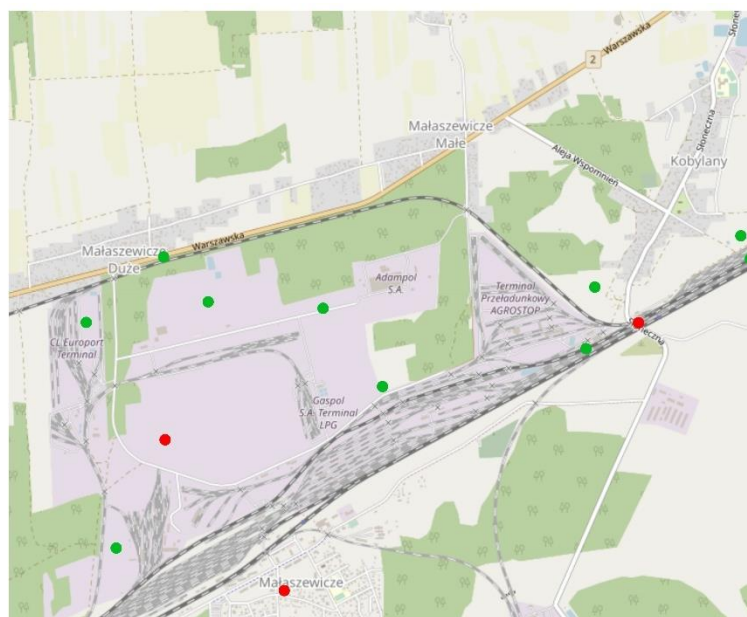 Słone
2
Warszawska
Małaszewicze
Małe
Słoneczna
Aleja Wspomnień
Kobylany
Warszawska
Małaszewicze
Duże
Adampol
S.A.
Terminal
Przeładunkowy
AGROSTOP
CL Europort
Terminal
Gaspol
S.A. Terminal
LPG
Małaszewicze